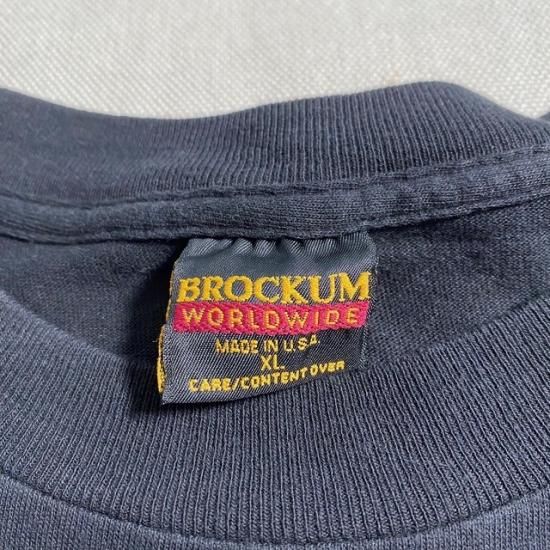 BROCKUM
WORLDWIDE
MADE IN U.S.A.
XL
CARE/CONTENT OVER